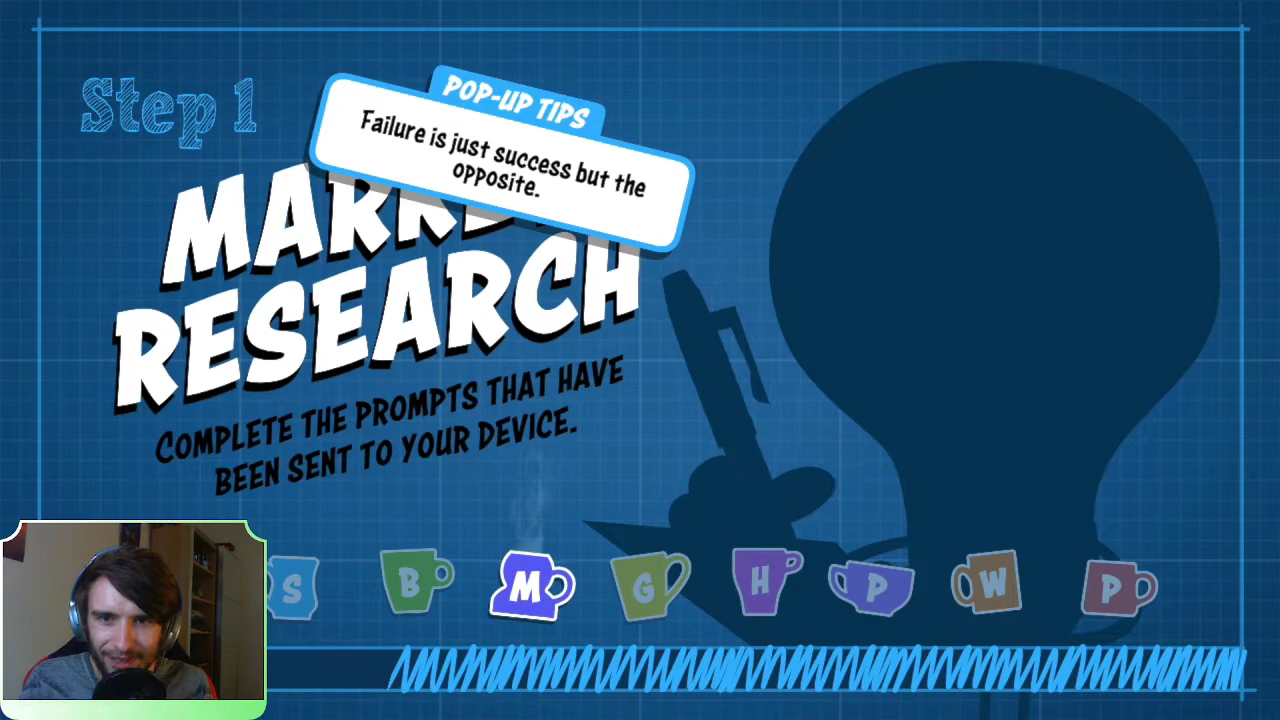 Step 1
POP-UP TIPS
Failure is just success but the
opposite.
MARKET
RESEARCH
COMPLETE THE PROMPTS THAT HAVE
BEEN SENT TO YOUR DEVICE.
S B M G H P W P